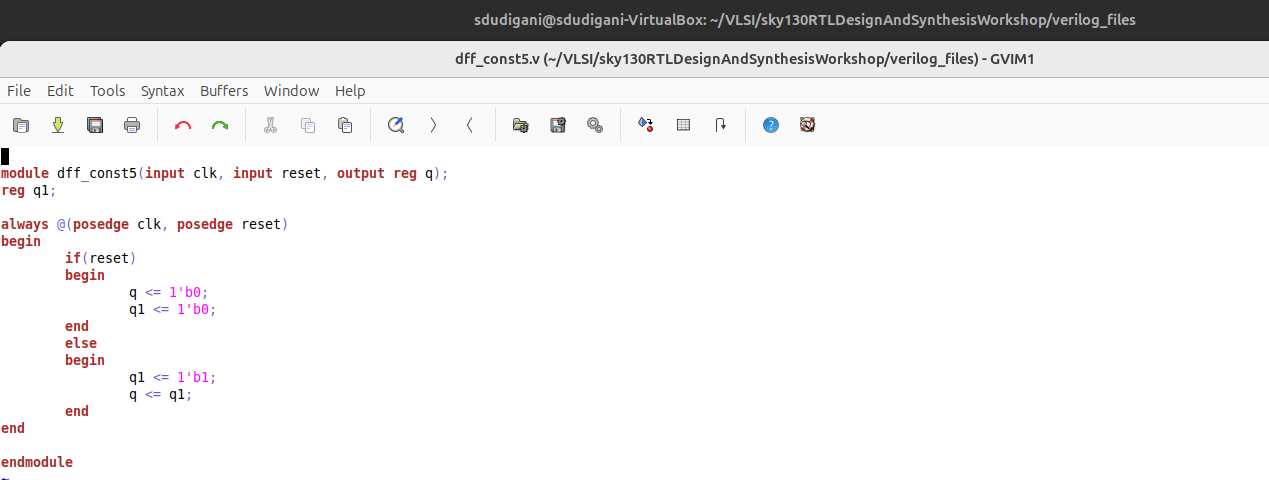 sdudigani@sdudigani-VirtualBox: ~/VLSI/sky130RTLDesignAndSynthesisWorkshop/verilog_files
dff_const5.v (~/VLSI/sky130RTLDesignAndSynthesisWorkshop/verilog_files) - GVIM1
File Edit Tools Syntax Buffers Window Help
module dff_const5(input clk, input reset, output reg q);
reg q1;
always @(posedge clk, posedge reset)
begin
if(reset)
begin
q <= 1'b0;
q1 <= 1'b0;
end
else
begin
q1 <= 1'b1;
q <= q1;
end
end
endmodule
~